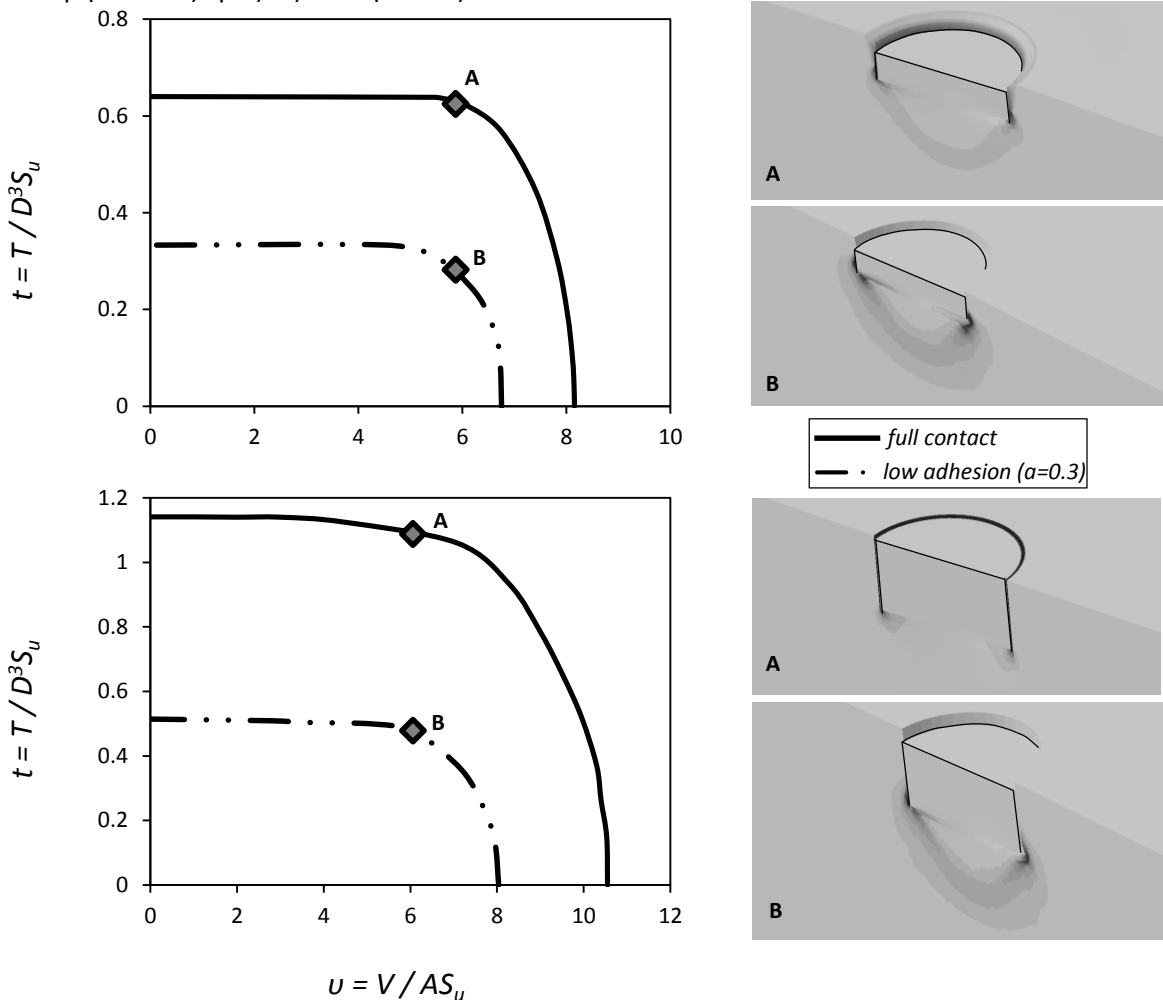 0.8
0.6
0.4
0.2
0
0 2 4 6 8 10
t = T / D³Sᵤ
A
B
A
B
full contact
low adhesion (a=0.3)
1.2
1
0.8
0.6
0.4
0.2
0
0 2 4 6 8 10 12
t = T / D³Sᵤ
A
B
A
B
υ = V / ASᵤ